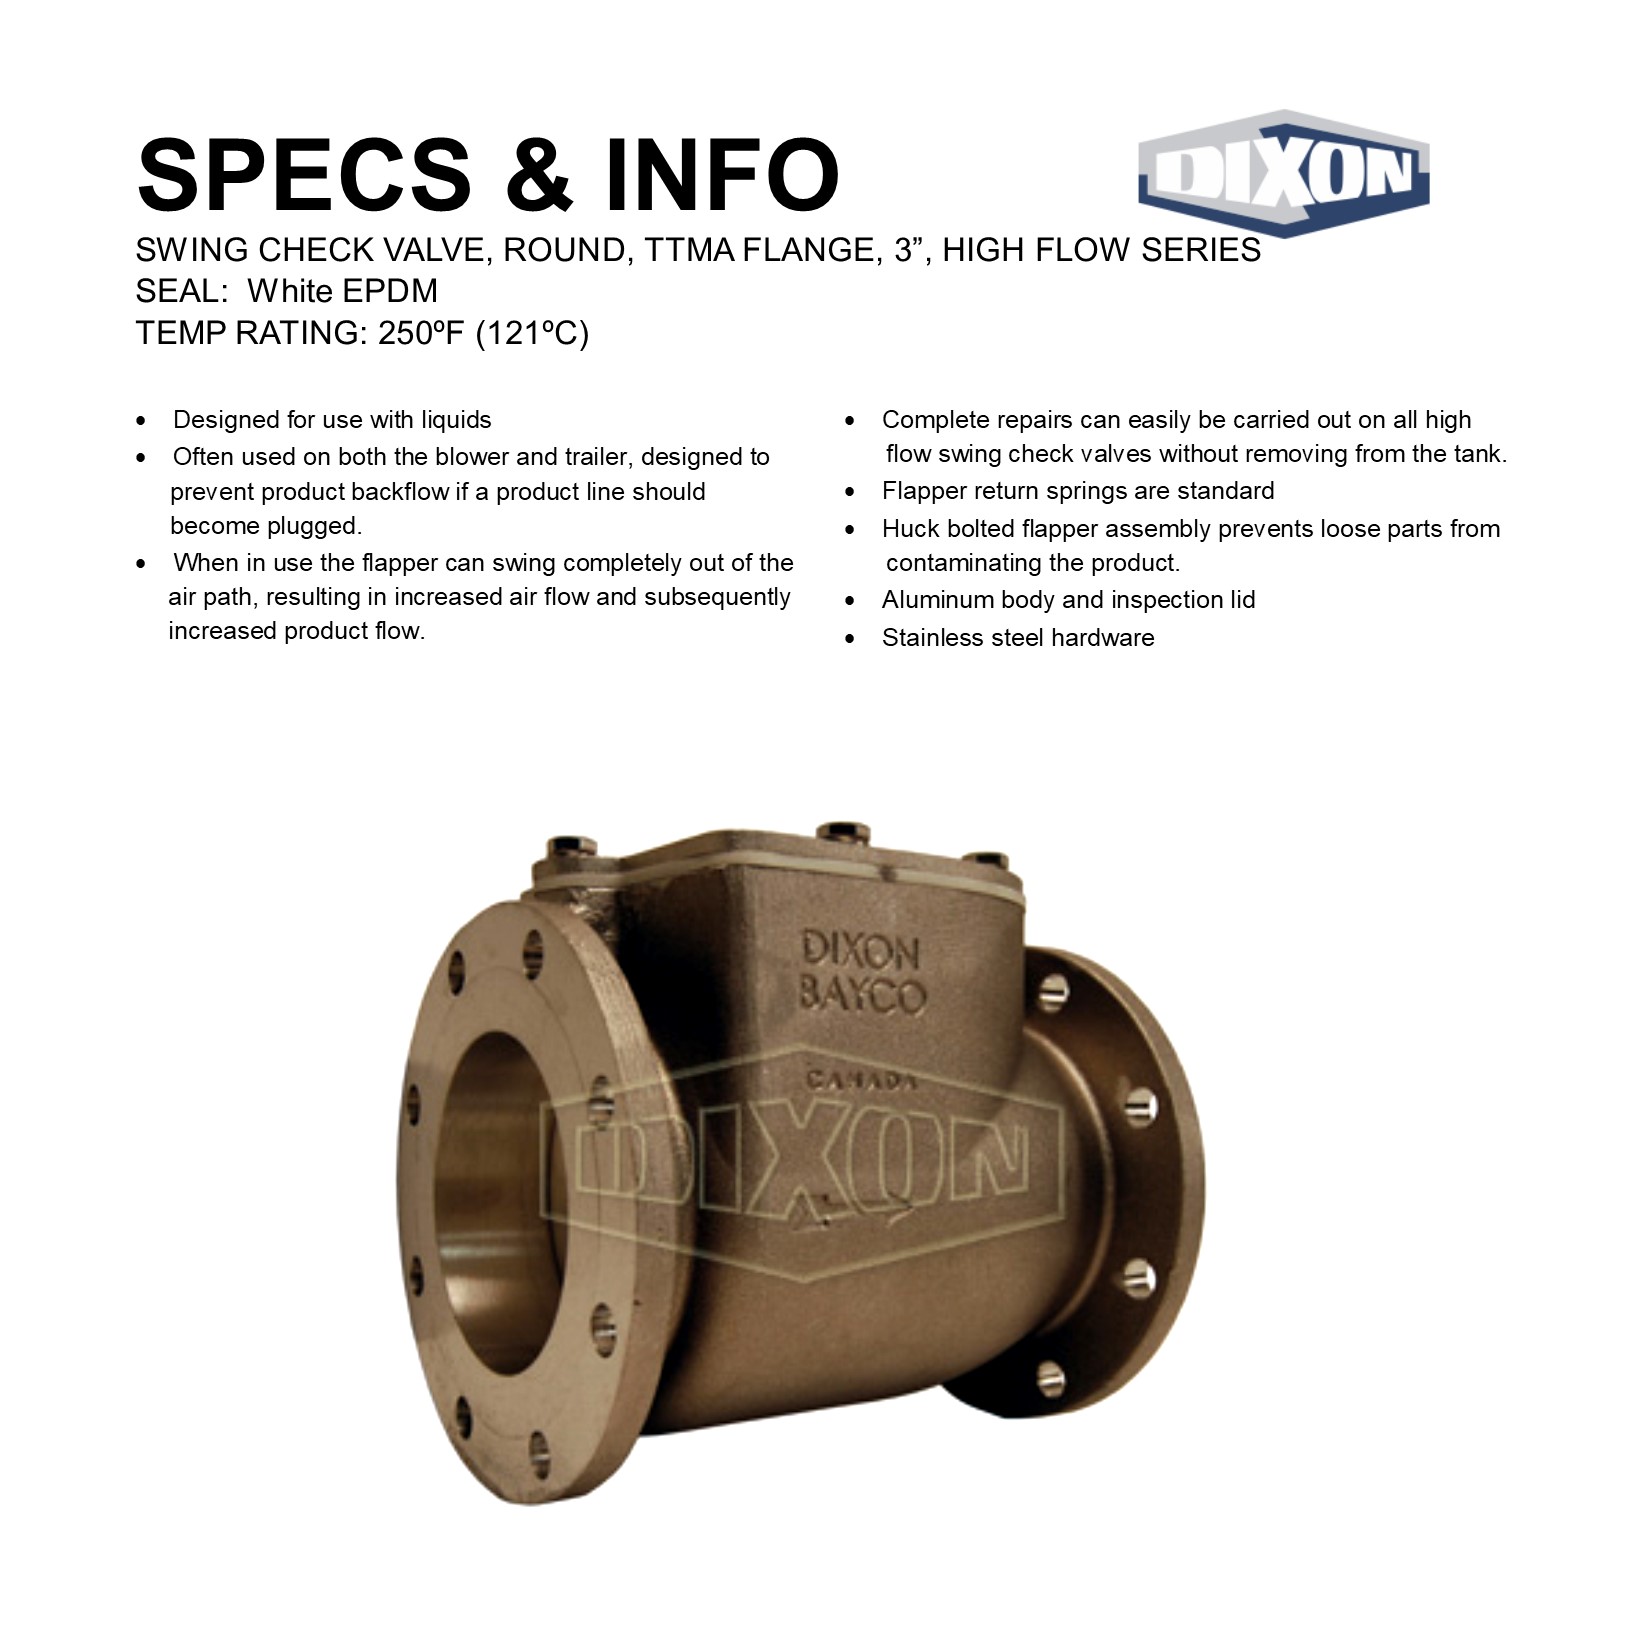 SPECS & INFO
DIXON
SWING CHECK VALVE, ROUND, TTMA FLANGE, 3”, HIGH FLOW SERIES
SEAL: White EPDM
TEMP RATING: 250ºF (121ºC)
• Designed for use with liquids
• Often used on both the blower and trailer, designed to
prevent product backflow if a product line should
become plugged.
• When in use the flapper can swing completely out of the
air path, resulting in increased air flow and subsequently
increased product flow.
• Complete repairs can easily be carried out on all high
flow swing check valves without removing from the tank.
• Flapper return springs are standard
• Huck bolted flapper assembly prevents loose parts from
contaminating the product.
• Aluminum body and inspection lid
• Stainless steel hardware
DIXON
BAYCO
CANADA
DIXON